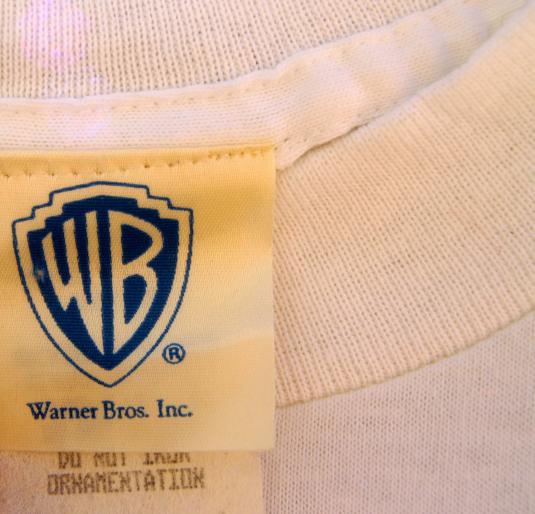 WB
®
Warner Bros. Inc.
DO NOT IRON
ORNAMENTATION